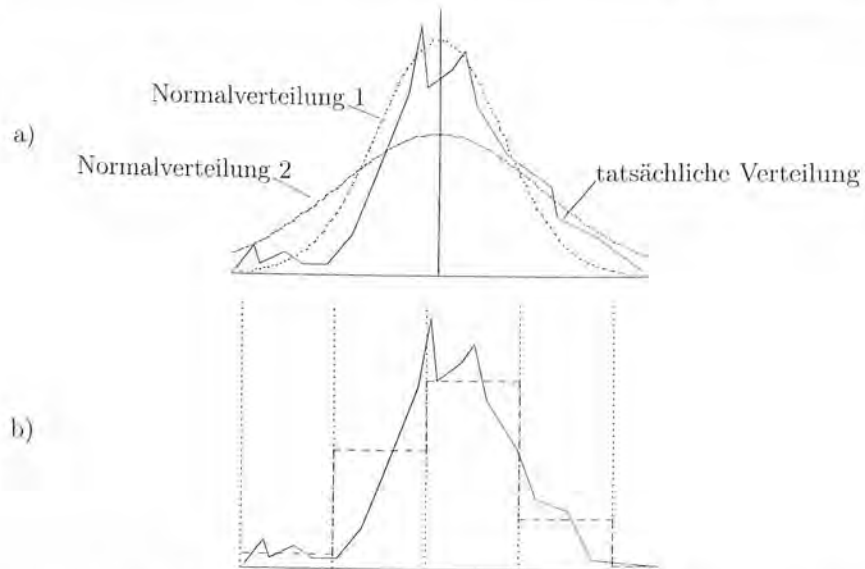 Normalverteilung 1
a)
Normalverteilung 2
tatsächliche Verteilung
b)